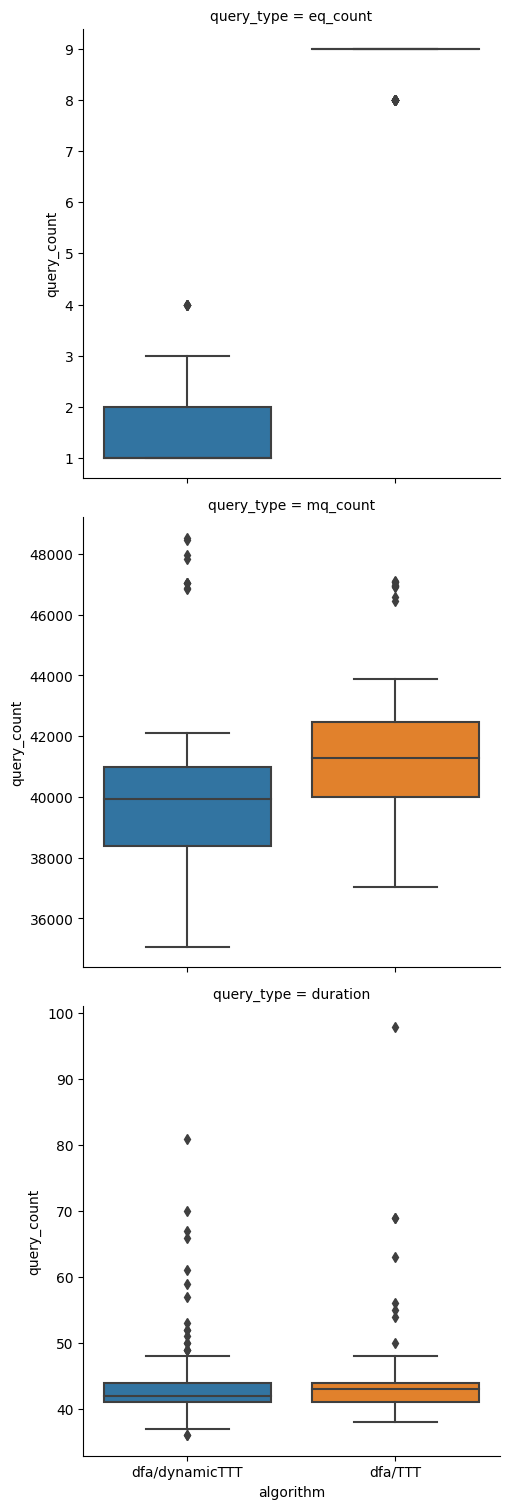 query_type = eq_count
9
8
7
6
5
4
3
2
1
query_count
query_type = mq_count
48000
46000
44000
42000
40000
38000
36000
query_count
query_type = duration
100
90
80
70
60
50
40
query_count
dfa/dynamicTTT dfa/TTT
algorithm